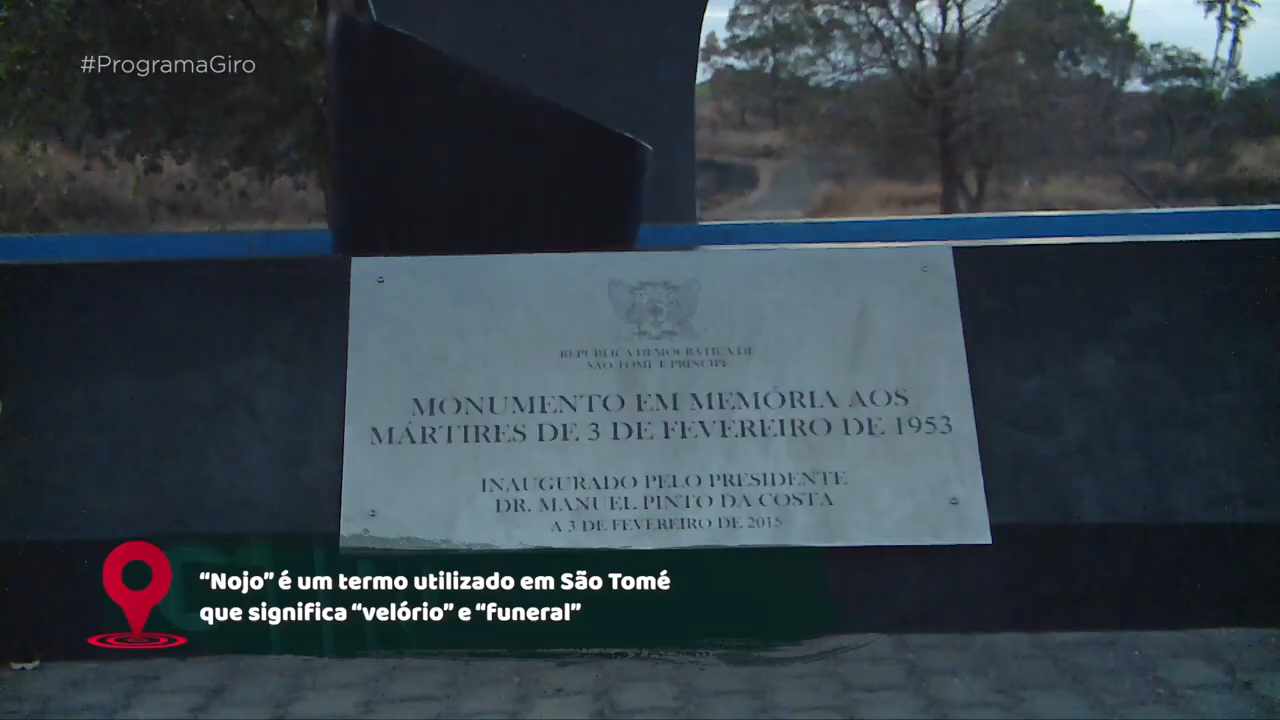 #ProgramaGiro
REPÚBLICA DEMOCRÁTICA DE
SÃO TOMÉ E PRÍNCIPE
MONUMENTO EM MEMÓRIA AOS
MÁRTIRES DE 3 DE FEVEREIRO DE 1953
INAUGURADO PELO PRESIDENTE
DR. MANUEL PINTO DA COSTA
A 3 DE FEVEREIRO DE 2015
“Nojo” é um termo utilizado em São Tomé
que significa “velório” e “funeral”